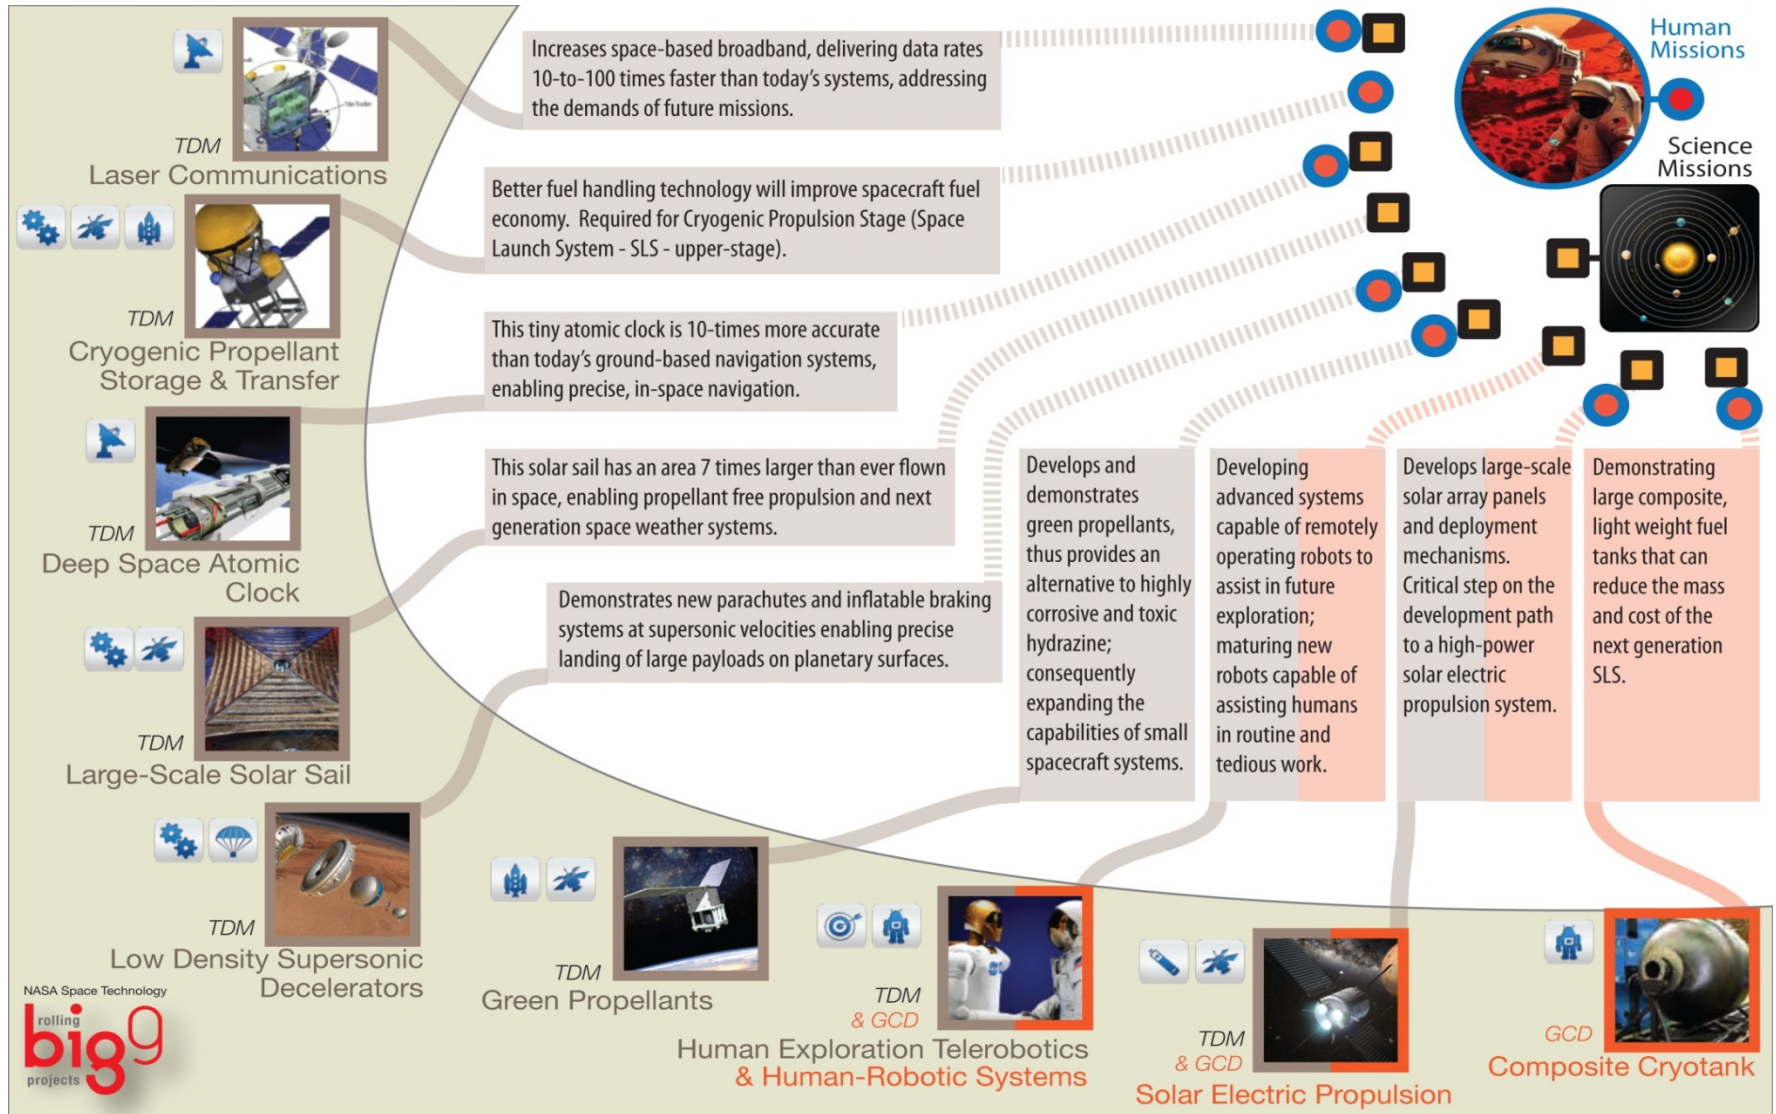 Human
Missions
Science
Missions
TDM
Laser Communications
Increases space-based broadband, delivering data rates
10-to-100 times faster than today's systems, addressing
the demands of future missions.
TDM
Cryogenic Propellant
Storage & Transfer
Better fuel handling technology will improve spacecraft fuel
economy. Required for Cryogenic Propulsion Stage (Space
Launch System - SLS - upper-stage).
TDM
Deep Space Atomic
Clock
This tiny atomic clock is 10-times more accurate
than today's ground-based navigation systems,
enabling precise, in-space navigation.
TDM
Large-Scale Solar Sail
This solar sail has an area 7 times larger than ever flown
in space, enabling propellant free propulsion and next
generation space weather systems.
TDM
Low Density Supersonic
Decelerators
Demonstrates new parachutes and inflatable braking
systems at supersonic velocities enabling precise
landing of large payloads on planetary surfaces.
TDM
Green Propellants
Develops and
demonstrates
green propellants,
thus provides an
alternative to highly
corrosive and toxic
hydrazine;
consequently
expanding the
capabilities of small
spacecraft systems.
TDM
& GCD
Human Exploration Telerobotics
& Human-Robotic Systems
Developing
advanced systems
capable of remotely
operating robots to
assist in future
exploration;
maturing new
robots capable of
assisting humans
in routine and
tedious work.
TDM
& GCD
Solar Electric Propulsion
Develops large-scale
solar array panels
and deployment
mechanisms.
Critical step on the
development path
to a high-power
solar electric
propulsion system.
GCD
Composite Cryotank
Demonstrating
large composite,
light weight fuel
tanks that can
reduce the mass
and cost of the
next generation
SLS.
NASA Space Technology
rolling
big 9
projects